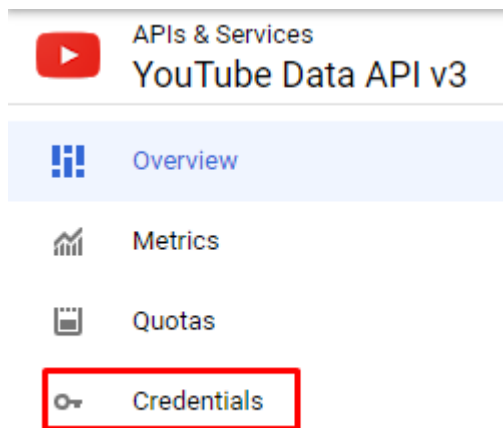 APIs & Services
YouTube Data API v3
Overview
Metrics
Quotas
Credentials